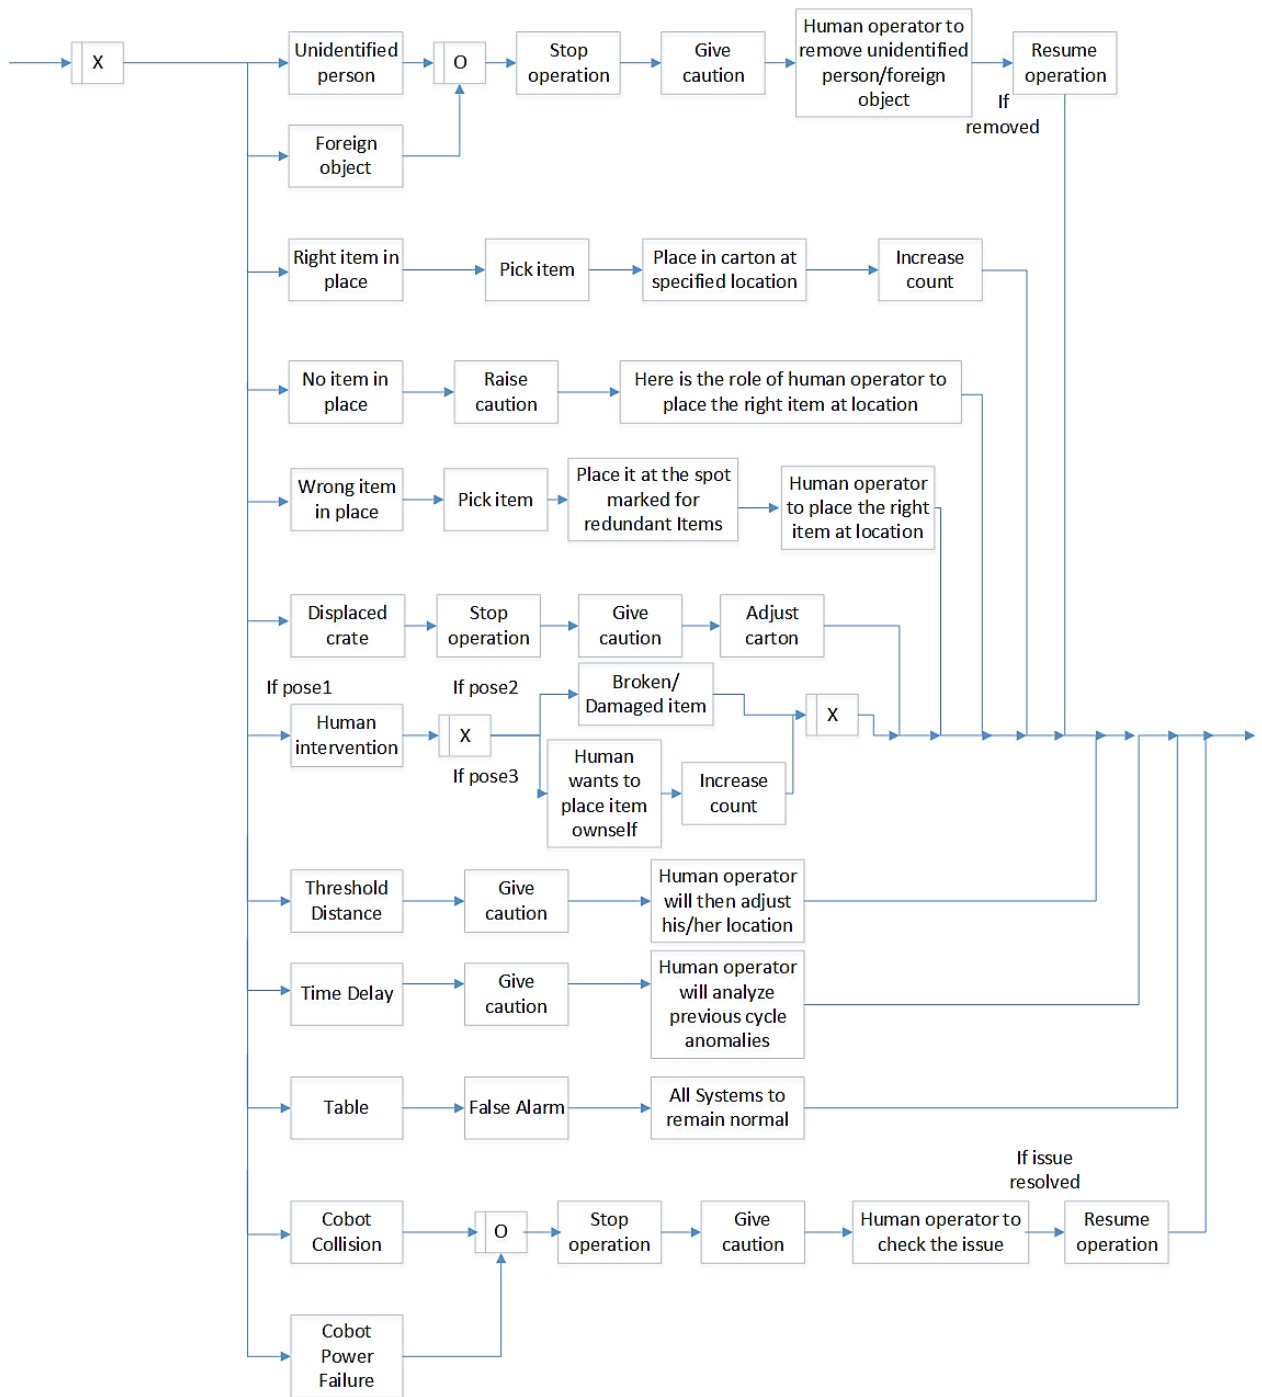 X
Unidentified
person
O
Stop
operation
Give
caution
Human operator to
remove unidentified
person/foreign
object
Resume
operation
If
removed
Foreign
object
Right item in
place
Pick item
Place in carton at
specified location
Increase
count
No item in
place
Raise
caution
Here is the role of human operator to
place the right item at location
Wrong item
in place
Pick item
Place it at the spot
marked for
redundant Items
Human operator
to place the right
item at location
Displaced
crate
Stop
operation
Give
caution
Adjust
carton
If pose1
Human
intervention
X
If pose2
Broken/
Damaged item
X
If pose3
Human
wants to
place item
ownself
Increase
count
Threshold
Distance
Give
caution
Human operator
will then adjust
his/her location
Time Delay
Give
caution
Human operator
will analyze
previous cycle
anomalies
Table
False Alarm
All Systems to
remain normal
If issue
resolved
Cobot
Collision
O
Stop
operation
Give
caution
Human operator to
check the issue
Resume
operation
Cobot
Power
Failure